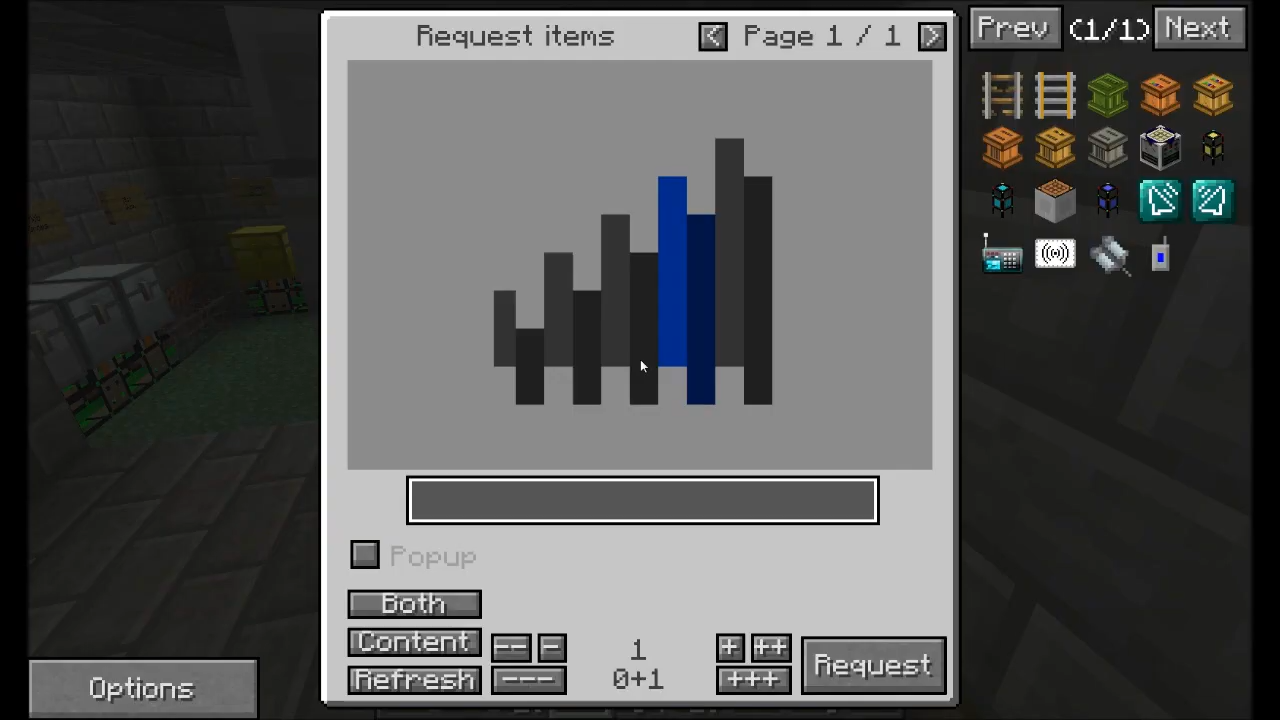 Request items
< Page 1 / 1 >
Prev (1/1) Next
Popup
Both
Content
Refresh
-- - 1 + ++
--- 0+1 +++
Request
Options